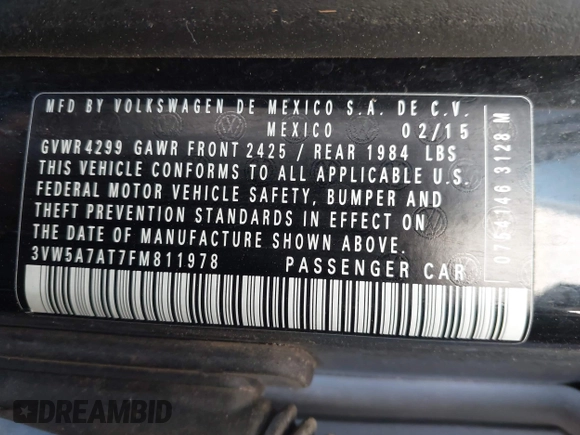 MFD BY VOLKSWAGEN DE MEXICO S.A. DE C.V.
MEXICO 02/15
GVWR 4299 GAWR FRONT 2425 / REAR 1984 LBS
THIS VEHICLE CONFORMS TO ALL APPLICABLE U.S.
FEDERAL MOTOR VEHICLE SAFETY, BUMPER AND
THEFT PREVENTION STANDARDS IN EFFECT ON
THE DATE OF MANUFACTURE SHOWN ABOVE.
3VW5A7AT7FM811978 PASSENGER CAR
3128 M
DREAMBID